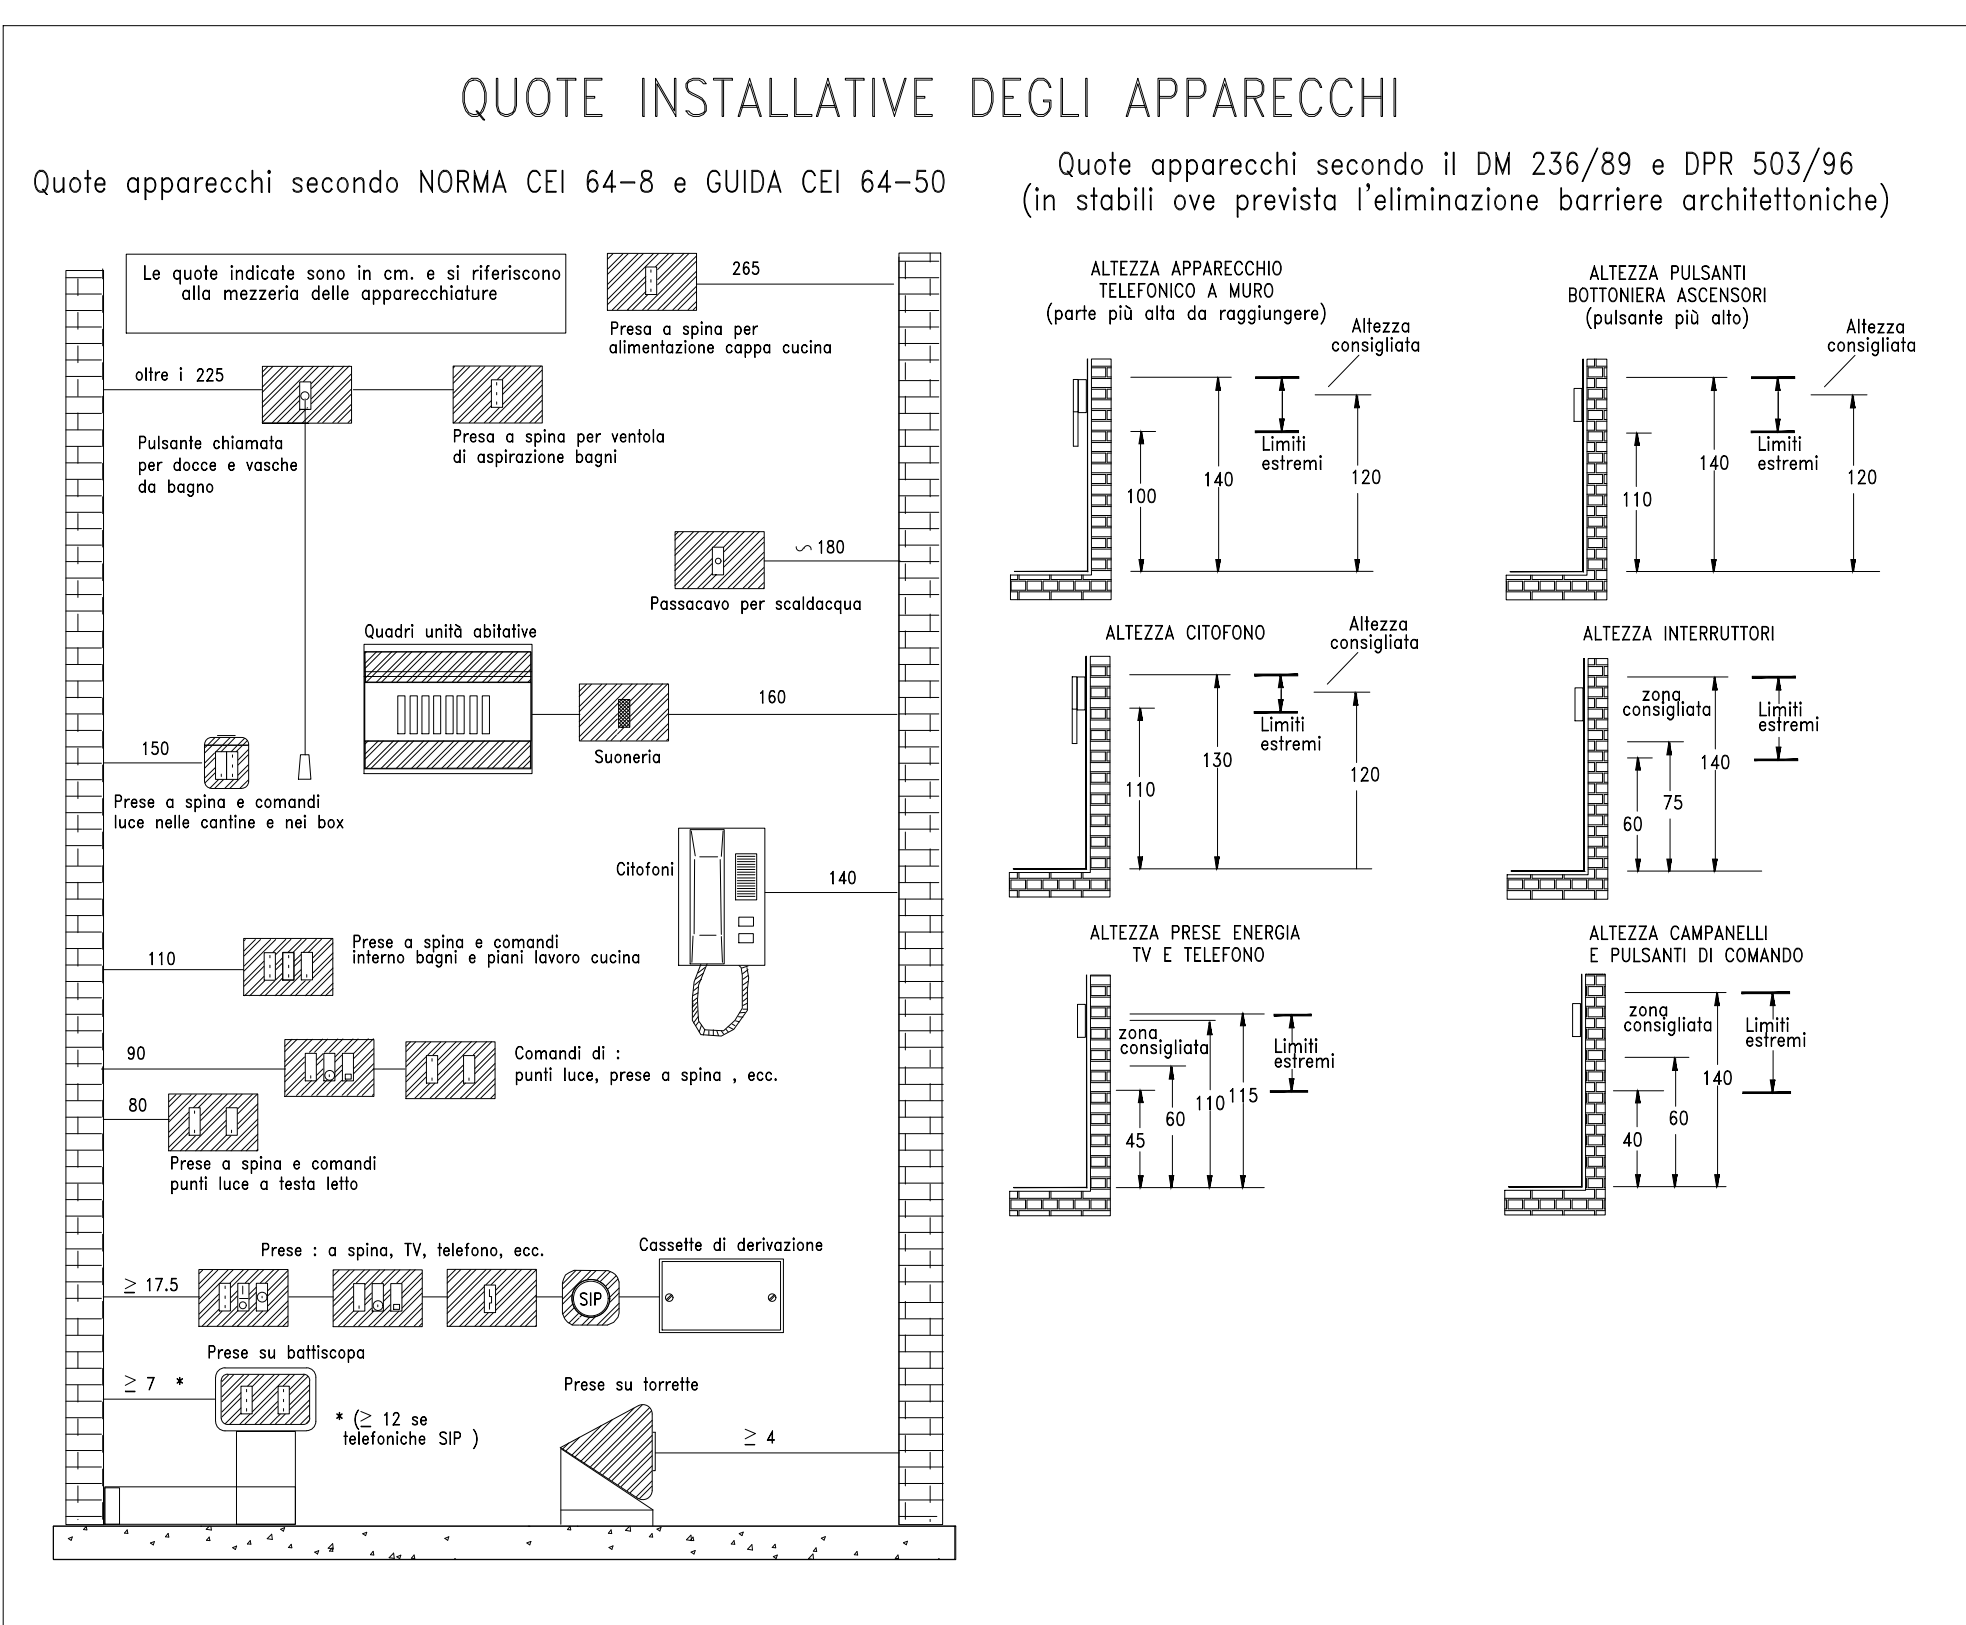 QUOTE INSTALLATIVE DEGLI APPARECCHI
Quote apparecchi secondo NORMA CEI 64-8 e GUIDA CEI 64-50
Le quote indicate sono in cm. e si riferiscono
alla mezzeria delle apparecchiature
265
Presa a spina per
alimentazione cappa cucina
oltre i 225
Pulsante chiamata
per docce e vasche
da bagno
Presa a spina per ventola
di aspirazione bagni
∽ 180
Passacavo per scaldacqua
Quadri unità abitative
160
Suoneria
150
Prese a spina e comandi
luce nelle cantine e nei box
Citofoni
140
110
Prese a spina e comandi
interno bagni e piani lavoro cucina
90
Comandi di :
punti luce, prese a spina , ecc.
80
Prese a spina e comandi
punti luce a testa letto
Prese : a spina, TV, telefono, ecc.
Cassette di derivazione
≥ 17.5
SIP
Prese su battiscopa
≥ 7 *
* (≥ 12 se
telefoniche SIP )
Prese su torrette
≥ 4
Quote apparecchi secondo il DM 236/89 e DPR 503/96
(in stabili ove prevista l'eliminazione barriere architettoniche)
ALTEZZA APPARECCHIO
TELEFONICO A MURO
(parte più alta da raggiungere)
Altezza
consigliata
Limiti
estremi
100
140
120
ALTEZZA PULSANTI
BOTTONIERA ASCENSORI
(pulsante più alto)
Altezza
consigliata
Limiti
estremi
110
140
120
ALTEZZA CITOFONO
Altezza
consigliata
Limiti
estremi
110
130
120
ALTEZZA INTERRUTTORI
zona
consigliata
Limiti
estremi
60
75
140
ALTEZZA PRESE ENERGIA
TV E TELEFONO
zona
consigliata
Limiti
estremi
45
60
110
115
ALTEZZA CAMPANELLI
E PULSANTI DI COMANDO
zona
consigliata
Limiti
estremi
40
60
140